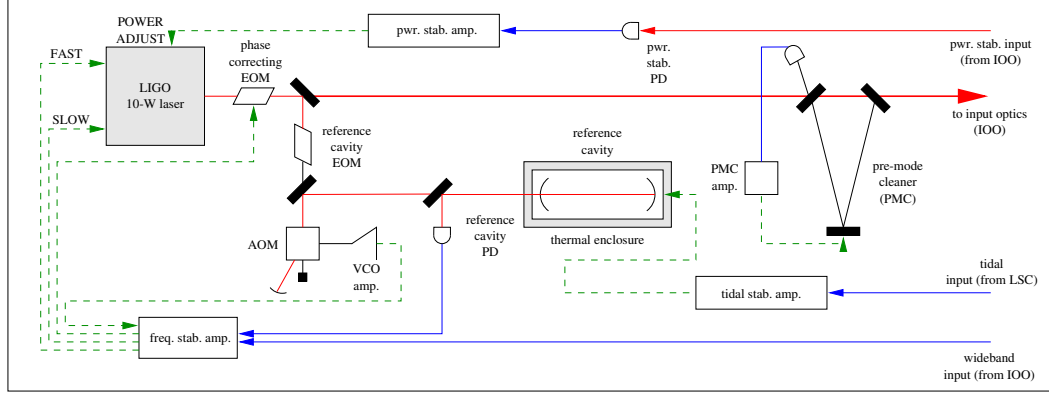 POWER
ADJUST
FAST
SLOW
LIGO
10-W laser
phase
correcting
EOM
pwr. stab. amp.
pwr.
stab.
PD
pwr. stab. input
(from IOO)
to input optics
(IOO)
reference
cavity
EOM
reference
cavity
thermal enclosure
PMC
amp.
pre-mode
cleaner
(PMC)
AOM
VCO
amp.
reference
cavity
PD
tidal stab. amp.
tidal
input (from LSC)
freq. stab. amp.
wideband
input (from IOO)